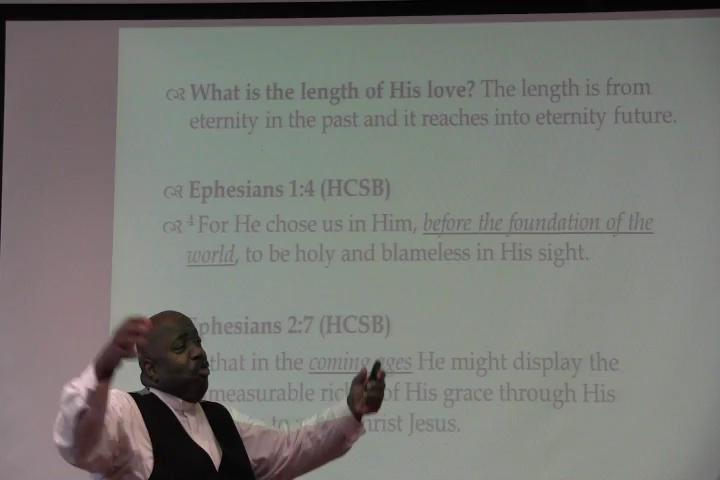 What is the length of His love? The length is from
eternity in the past and it reaches into eternity future.
Ephesians 1:4 (HCSB)
4 For He chose us in Him, before the foundation of the
world, to be holy and blameless in His sight.
phesians 2:7 (HCSB)
that in the coming ages He might display the
measurable of His grace through His
to Jesus.